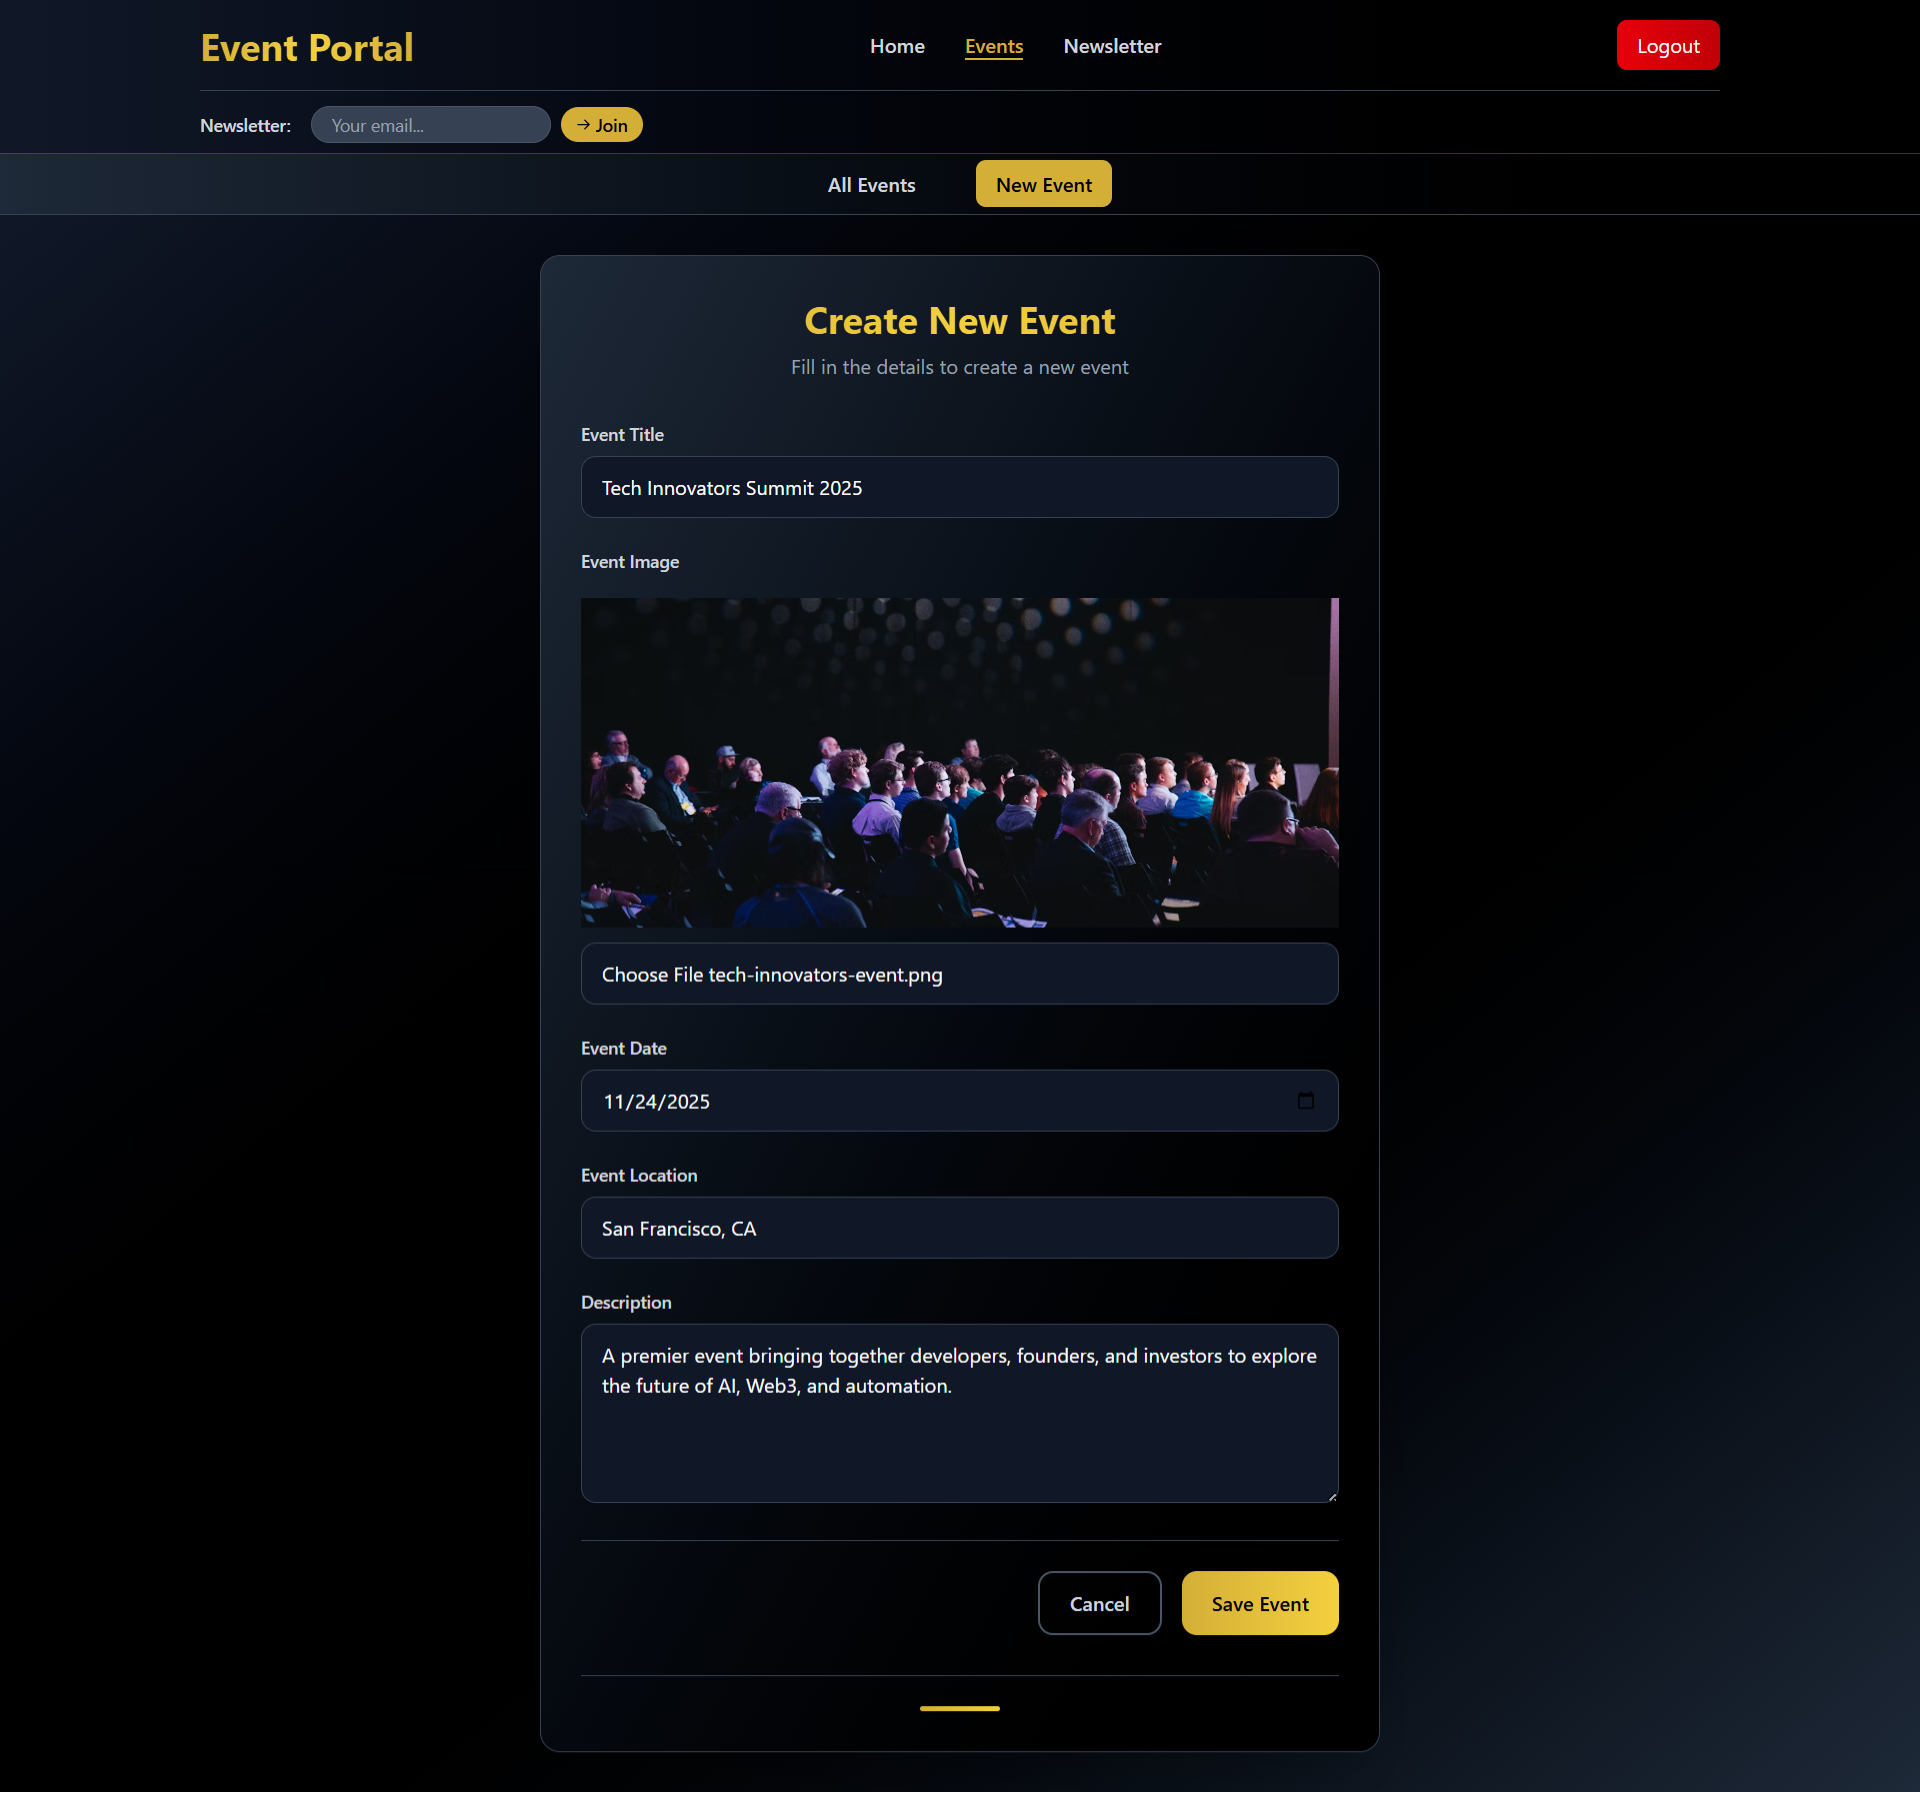 Event Portal
Home
Events
Newsletter
Logout
Newsletter:
Your email...
→ Join
All Events
New Event
Create New Event
Fill in the details to create a new event
Event Title
Tech Innovators Summit 2025
Event Image
Choose File tech-innovators-event.png
Event Date
11/24/2025
Event Location
San Francisco, CA
Description
A premier event bringing together developers, founders, and investors to explore
the future of AI, Web3, and automation.
Cancel
Save Event